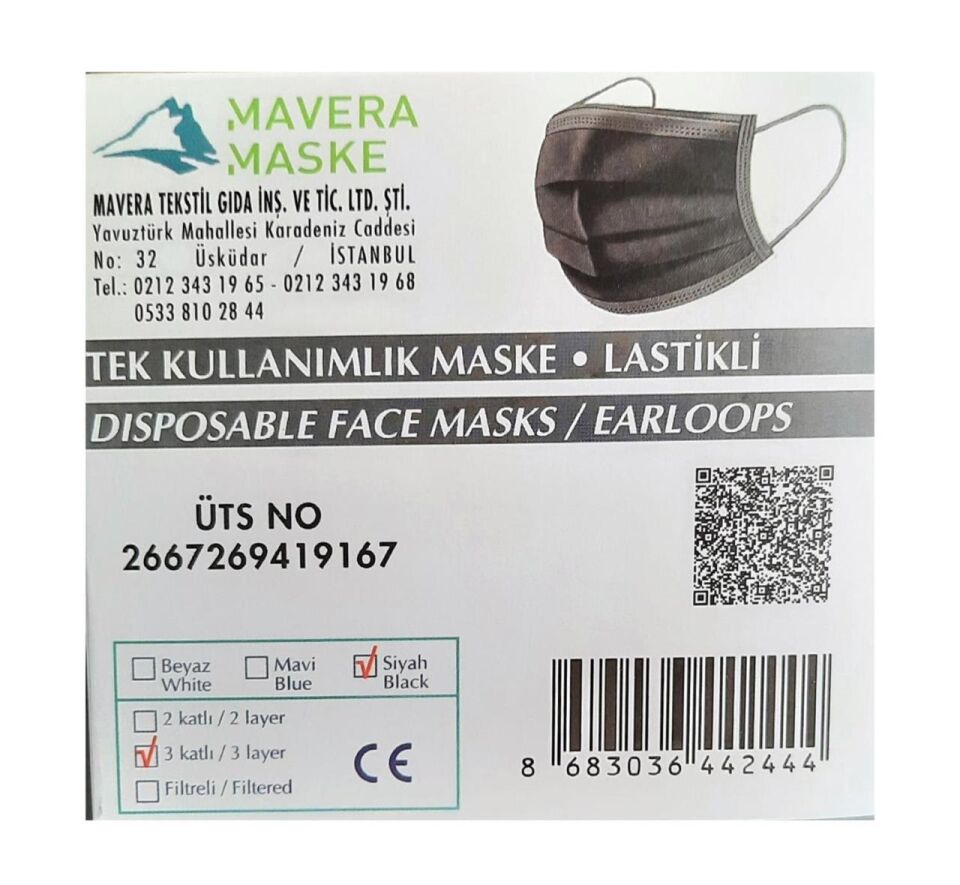 MAVERA
MASKE
MAVERA TEKSTİL GIDA İNŞ. VE TİC. LTD. ŞTİ.
Yavuztürk Mahallesi Karadeniz Caddesi
No: 32 Üsküdar / İSTANBUL
Tel.: 0212 343 19 65 - 0212 343 19 68
0533 810 28 44
TEK KULLANIMLIK MASKE • LASTİKLİ
DISPOSABLE FACE MASKS / EARLOOPS
ÜTS NO
2667269419167
Beyaz
White
Mavi
Blue
Siyah
Black
2 katlı / 2 layer
3 katlı / 3 layer
Filtreli / Filtered
CE
8 683036 442444